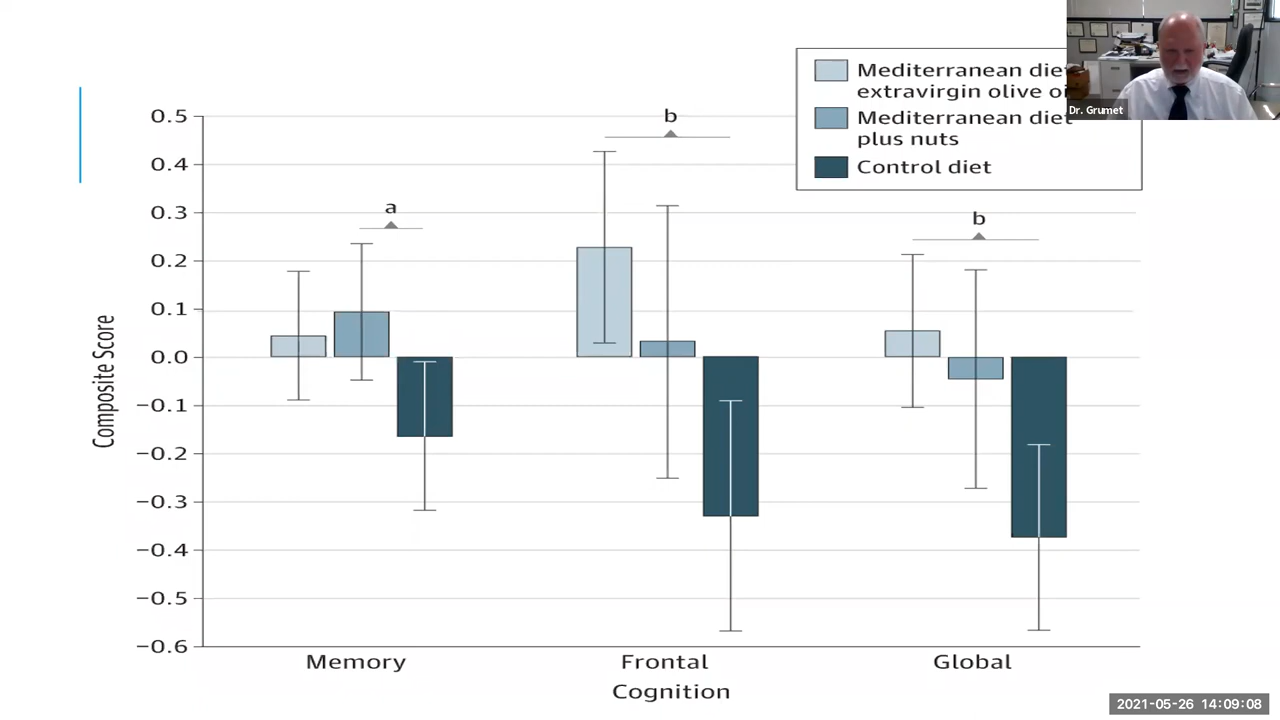 Mediterranean diet
extravirgin olive oi
Mediterranean diet
plus nuts
Control diet
Dr. Grumet
0.5
0.4
0.3
0.2
0.1
0.0
−0.1
−0.2
−0.3
−0.4
−0.5
−0.6
Composite Score
a
b
b
Memory
Frontal
Global
Cognition
2021-05-26 14:09:08